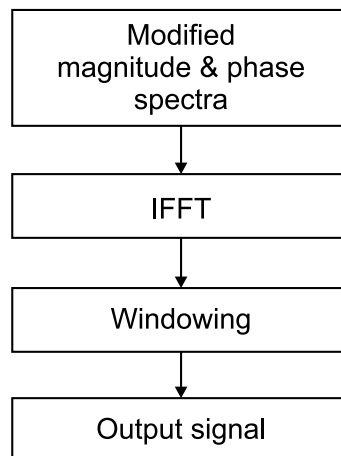 Modified
magnitude & phase
spectra
IFFT
Windowing
Output signal